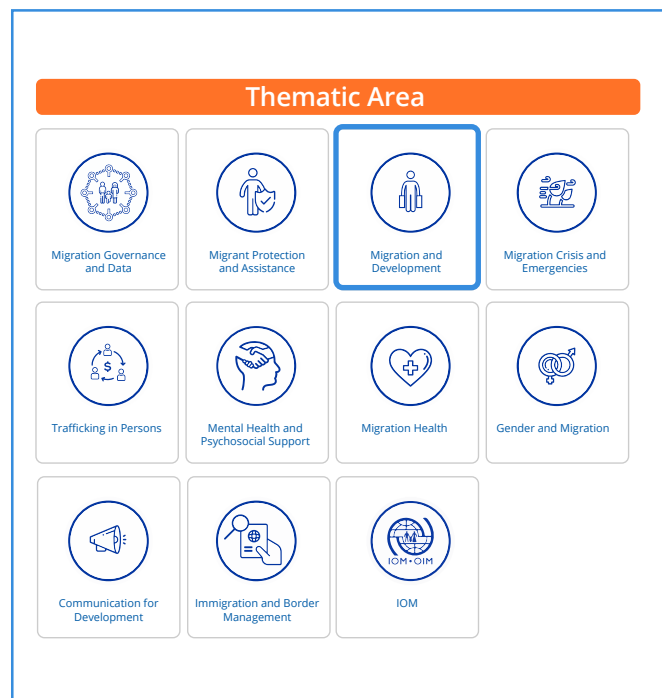 Thematic Area
Migration Governance
and Data
Migrant Protection
and Assistance
Migration and
Development
Migration Crisis and
Emergencies
$
Trafficking in Persons
Mental Health and
Psychosocial Support
Migration Health
Gender and Migration
Communication for
Development
Immigration and Border
Management
IOM•OIM
IOM